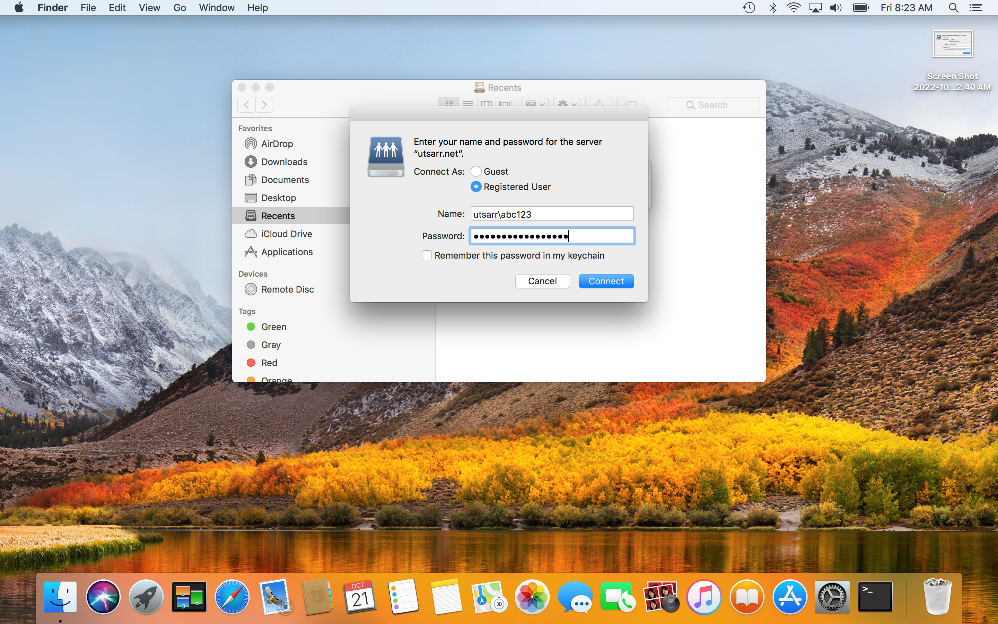 Finder File Edit View Go Window Help Fri 8:23 AM
Screen Shot
2022-10...2.40 AM
Recents
Search
Favorites
AirDrop
Downloads
Documents
Desktop
Recents
iCloud Drive
Applications
Devices
Remote Disc
Tags
Green
Gray
Red
Orange
Enter your name and password for the server
“utsarr.net”.
Connect As: Guest
Registered User
Name: utsarr\abc123
Password: •••••••••••••••••
Remember this password in my keychain
Cancel Connect
OCT
21
>_